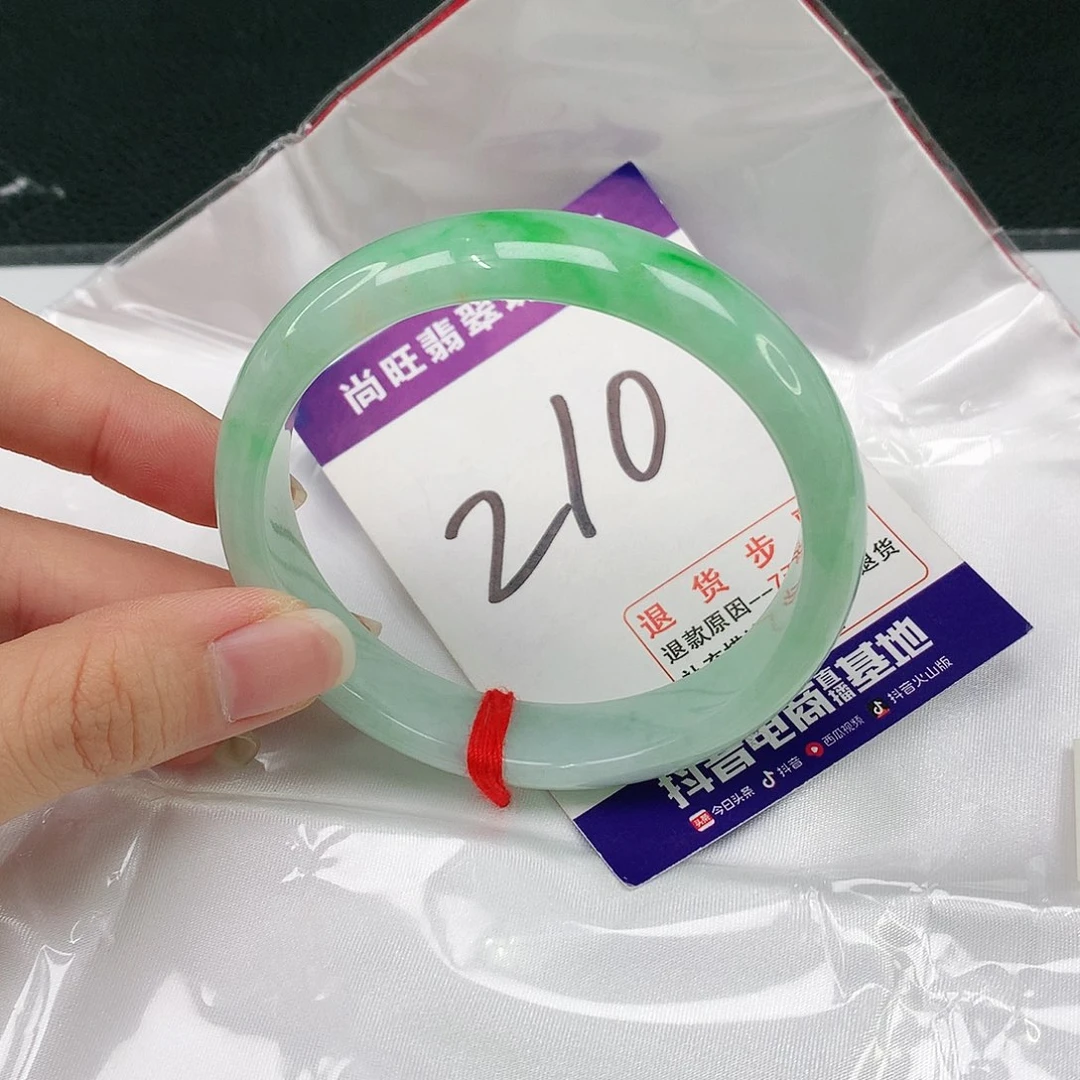 尚旺翡翠
210
退货步
退款原因--7
退货
抖音电商直播基地
今日头条 抖音 西瓜视频 抖音火山版